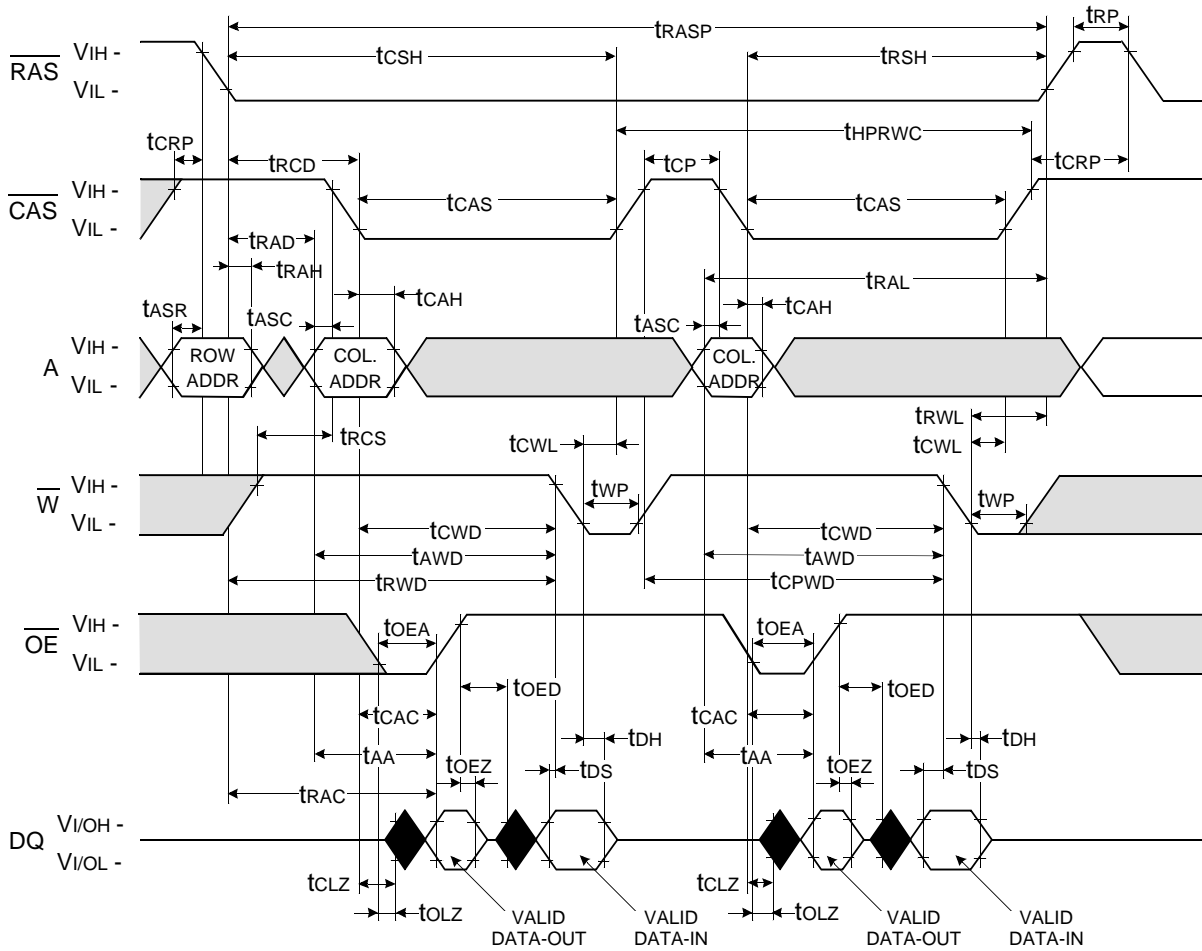 tRP
tRASP
tCSH
tRSH
VIH -
RAS
VIL -
tHPRWC
tCRP
tRCD
tCP
tCRP
VIH -
CAS
VIL -
tCAS
tCAS
tRAD
tRAH
tRAL
tASR
tASC
tCAH
tASC
tCAH
VIH -
A
VIL -
ROW
ADDR
COL.
ADDR
COL.
ADDR
tRWL
tRCS
tCWL
tCWL
VIH -
W
VIL -
tWP
tWP
tCWD
tCWD
tAWD
tAWD
tRWD
tCPWD
VIH -
OE
VIL -
tOEA
tOEA
tOED
tOED
tCAC
tCAC
tDH
tDH
tAA
tOEZ
tDS
tAA
tOEZ
tDS
tRAC
VI/OH -
DQ
VI/OL -
tCLZ
tCLZ
tOLZ
tOLZ
VALID
DATA-OUT
VALID
DATA-IN
VALID
DATA-OUT
VALID
DATA-IN